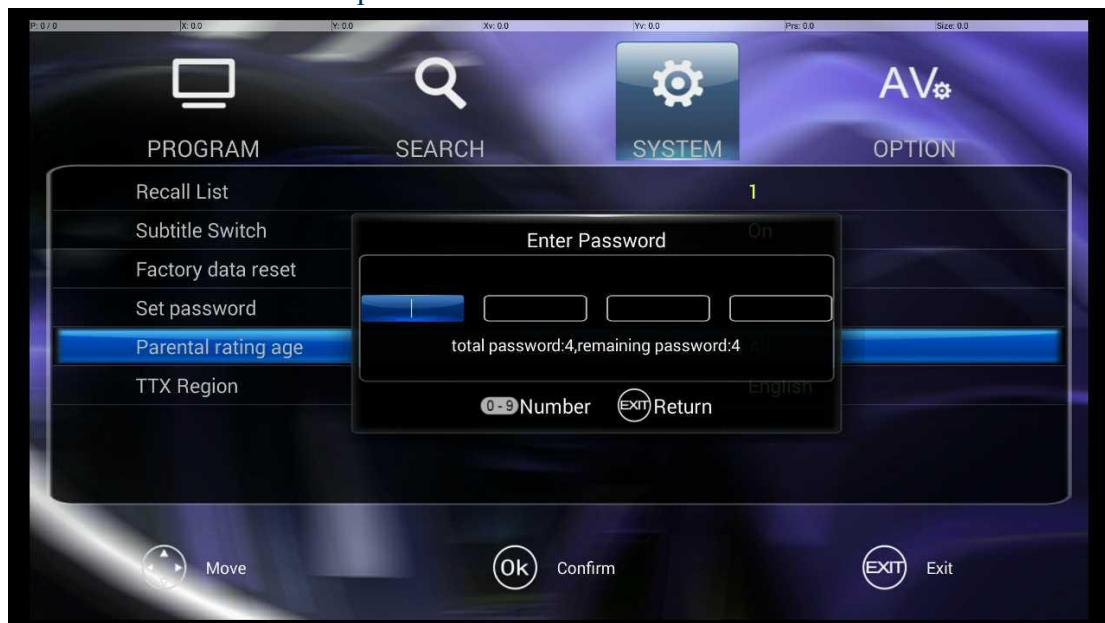 P: 0 / 0 X: 0.0 Y: 0.0 Xv: 0.0 Yv: 0.0 Prs: 0.0 Size: 0.0
AV
PROGRAM SEARCH SYSTEM OPTION
Recall List 1
Subtitle Switch On
Enter Password
Factory data reset
Set password
Parental rating age All
total password:4,remaining password:4
TTX Region English
0-9 Number EXIT Return
Move Ok Confirm EXIT Exit